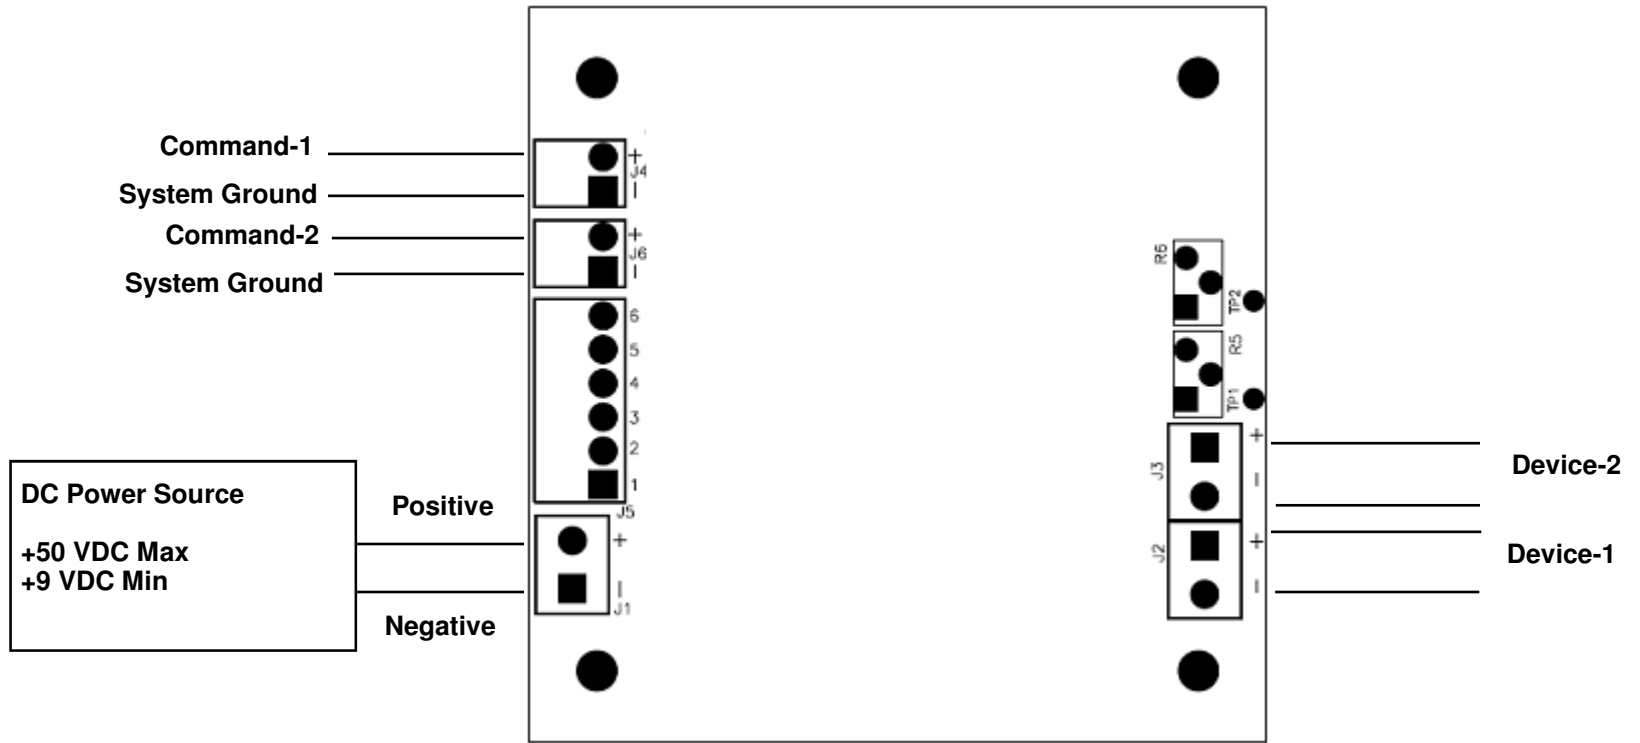 Command-1
+
J4
–
System Ground
Command-2
+
J6
–
System Ground
6
5
4
3
2
1
J5
DC Power Source
+50 VDC Max
+9 VDC Min
Positive
+
–
J1
Negative
R6
TP2
R5
TP1
J3
+
–
Device-2
J2
+
–
Device-1